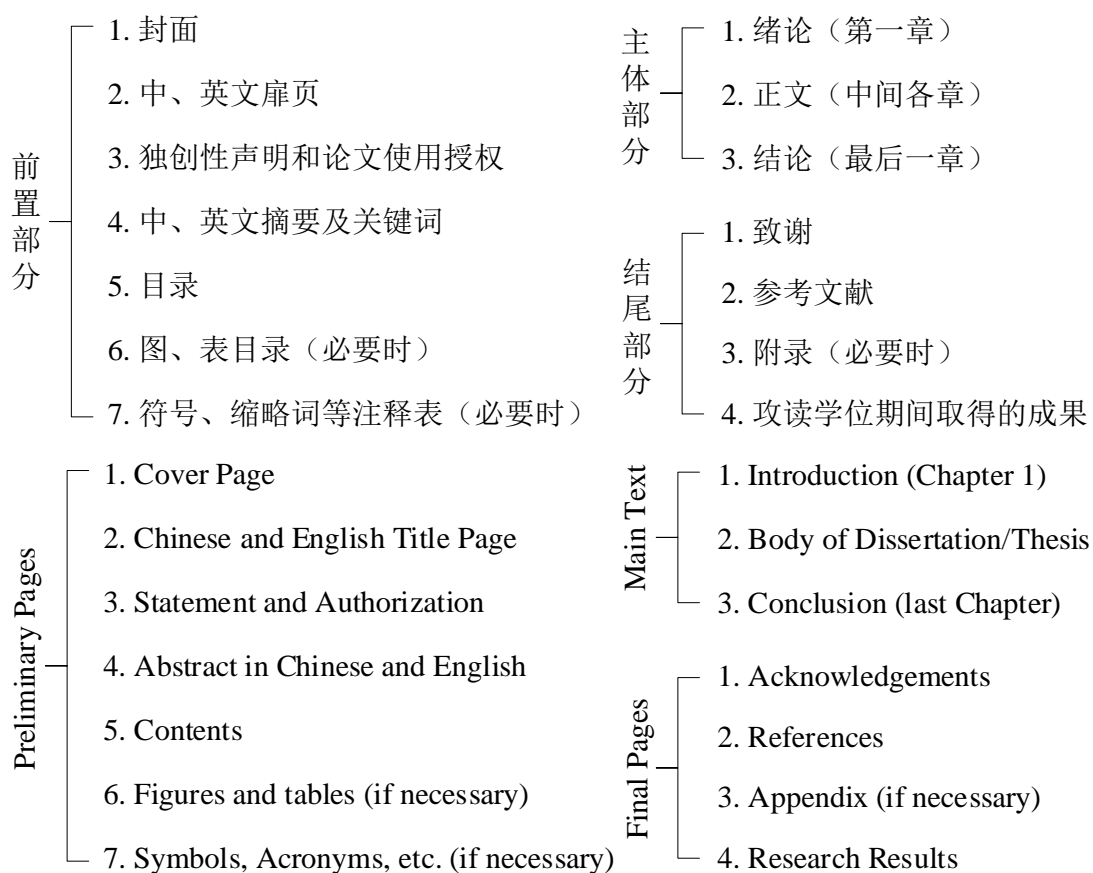 前置部分
1. 封面
2. 中、英文扉页
3. 独创性声明和论文使用授权
4. 中、英文摘要及关键词
5. 目录
6. 图、表目录（必要时）
7. 符号、缩略词等注释表（必要时）
主体部分
1. 绪论（第一章）
2. 正文（中间各章）
3. 结论（最后一章）
结尾部分
1. 致谢
2. 参考文献
3. 附录（必要时）
4. 攻读学位期间取得的成果
Preliminary Pages
1. Cover Page
2. Chinese and English Title Page
3. Statement and Authorization
4. Abstract in Chinese and English
5. Contents
6. Figures and tables (if necessary)
7. Symbols, Acronyms, etc. (if necessary)
Main Text
1. Introduction (Chapter 1)
2. Body of Dissertation/Thesis
3. Conclusion (last Chapter)
Final Pages
1. Acknowledgements
2. References
3. Appendix (if necessary)
4. Research Results